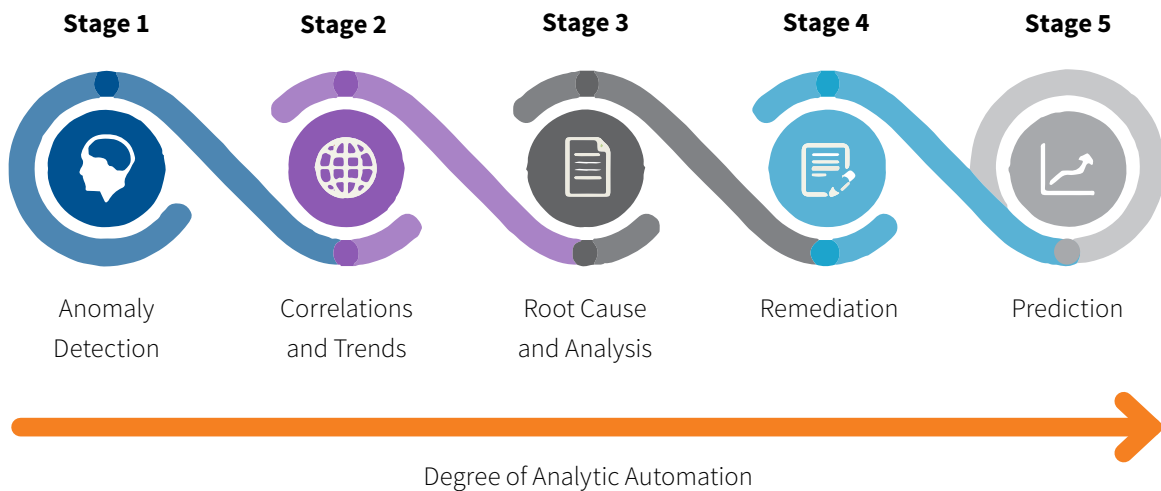 Stage 1
Stage 2
Stage 3
Stage 4
Stage 5
Anomaly
Detection
Correlations
and Trends
Root Cause
and Analysis
Remediation
Prediction
Degree of Analytic Automation